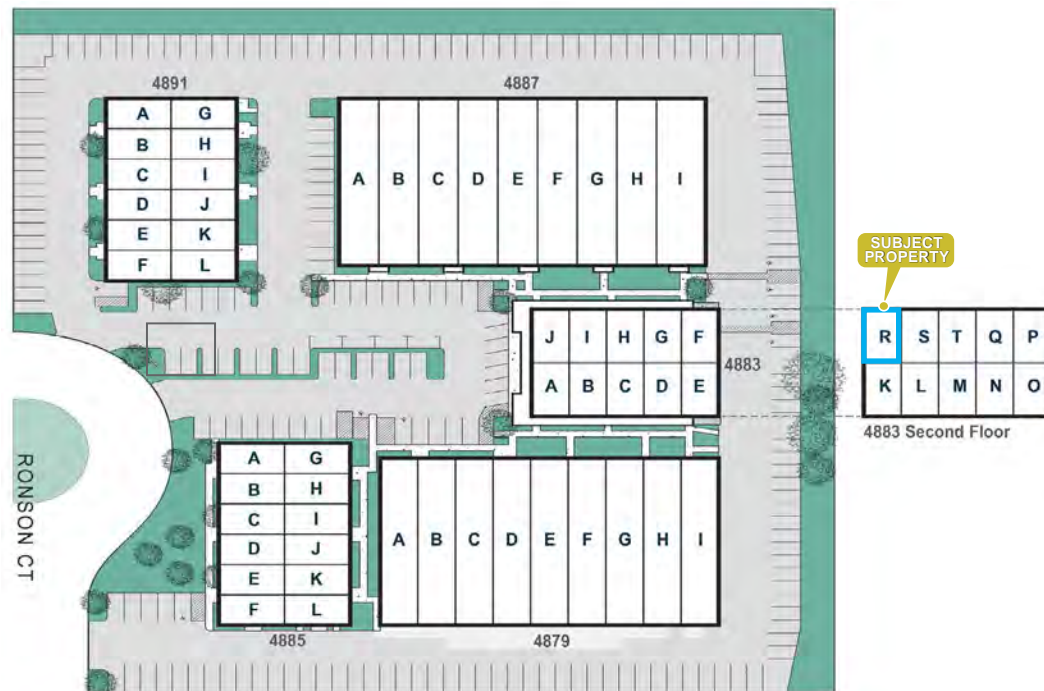 4891
4887
A G
B H
C I
D J
E K
F L
A B C D E F G H I
SUBJECT
PROPERTY
J I H G F
A B C D E
4883
R S T Q P
K L M N O
4883 Second Floor
RONSON CT
A G
B H
C I
D J
E K
F L
A B C D E F G H I
4885
4879